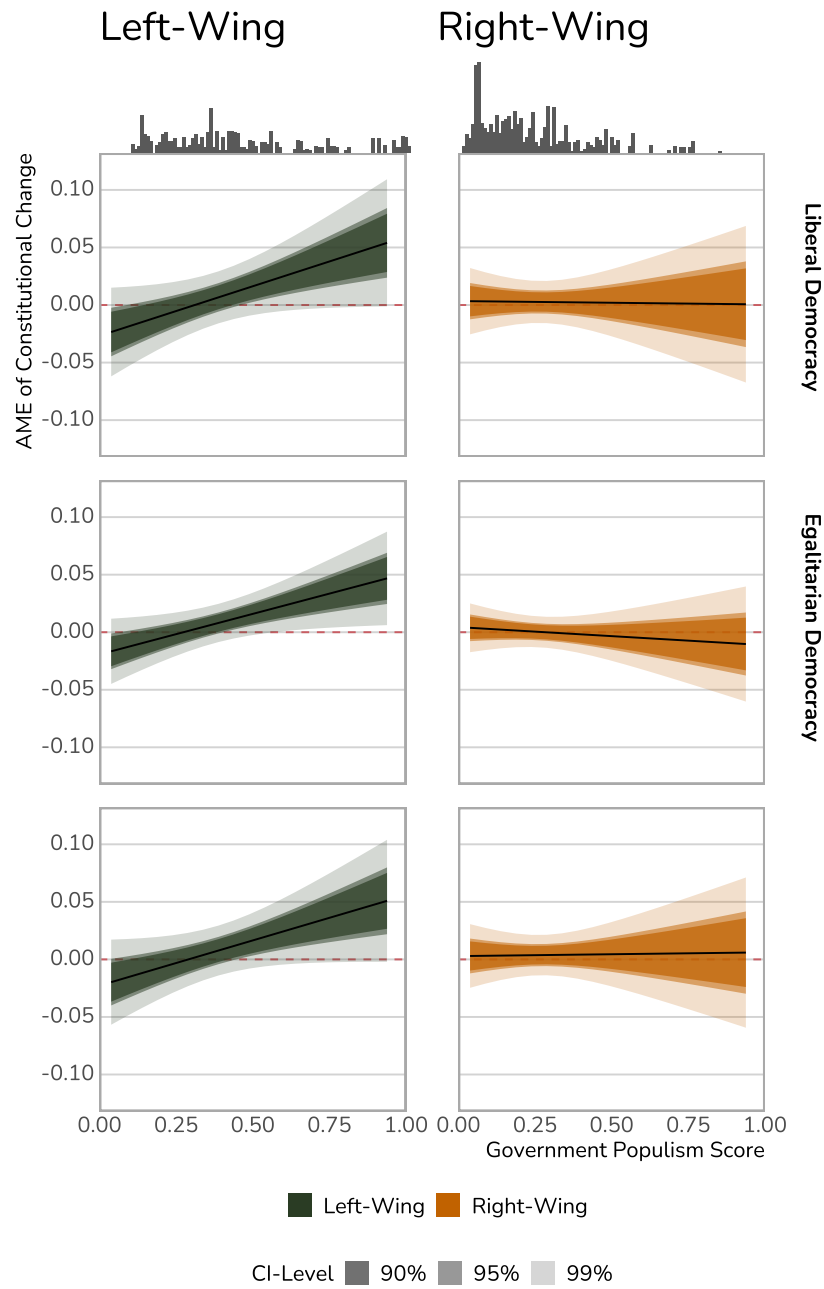 Left-Wing Right-Wing
AME of Constitutional Change
0.10
0.05
0.00
-0.05
-0.10
Liberal Democracy
0.10
0.05
0.00
-0.05
-0.10
Egalitarian Democracy
0.10
0.05
0.00
-0.05
-0.10
0.00 0.25 0.50 0.75 1.00 0.00 0.25 0.50 0.75 1.00
Government Populism Score
Left-Wing Right-Wing
CI-Level 90% 95% 99%